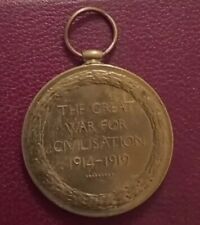 THE GREAT
WAR FOR
CIVILISATION
1914-1919